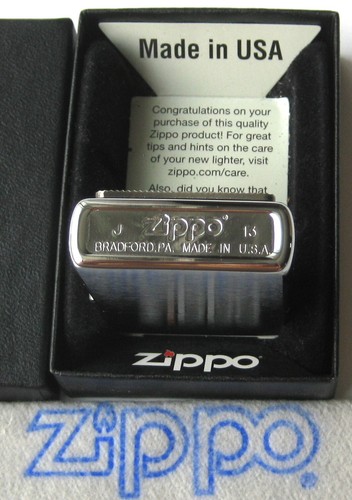 Made in USA
Congratulations on your
purchase of this quality
Zippo product! For great
tips and hints on the care
of your new lighter, visit
zippo.com/care.
Also, did you know that
J zippo® 13
BRADFORD, PA. MADE IN U.S.A.
zippo
zippo